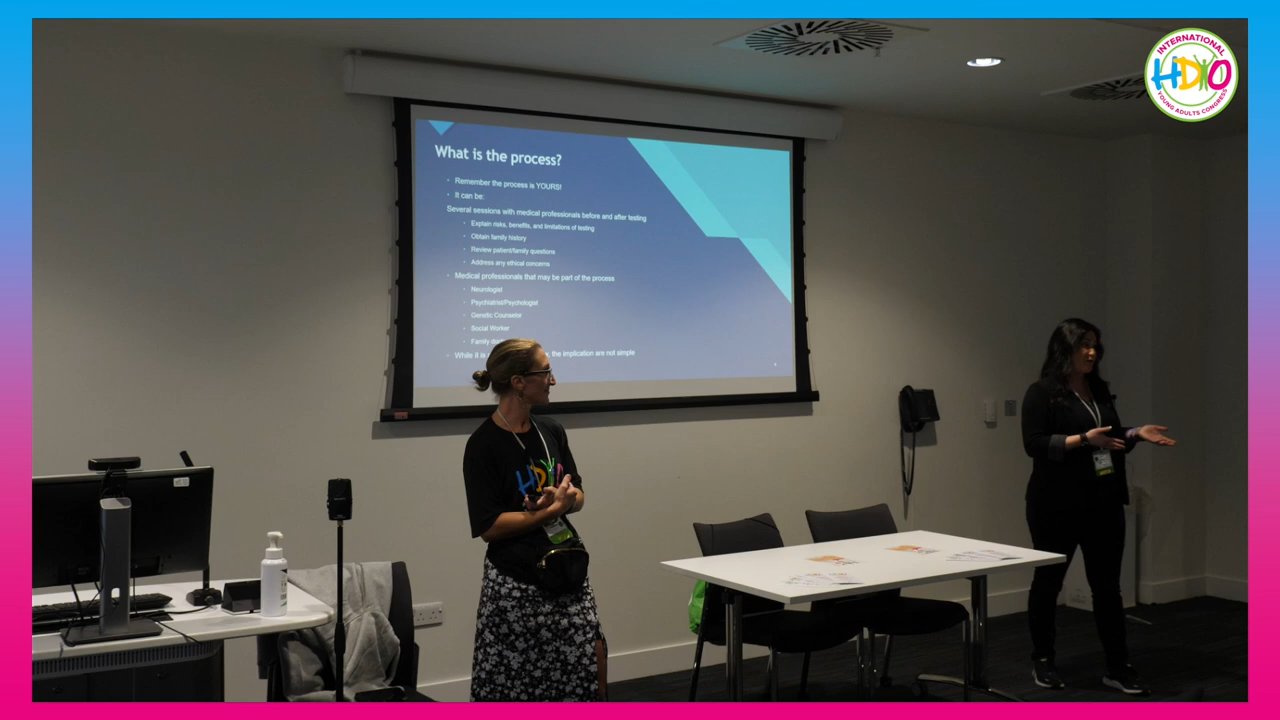 INTERNATIONAL
HDYO
YOUNG ADULTS CONGRESS
What is the process?
Remember the process is YOURS!
It can be:
Several sessions with medical professionals before and after testing
Explain risks, benefits, and limitations of testing
Obtain family history
Review patient/family questions
Address any ethical concerns
Medical professionals that may be part of the process
Neurologist
Psychiatrist/Psychologist
Genetic Counselor
Social Worker
Family
While it is
the implication are not simple
HDYO